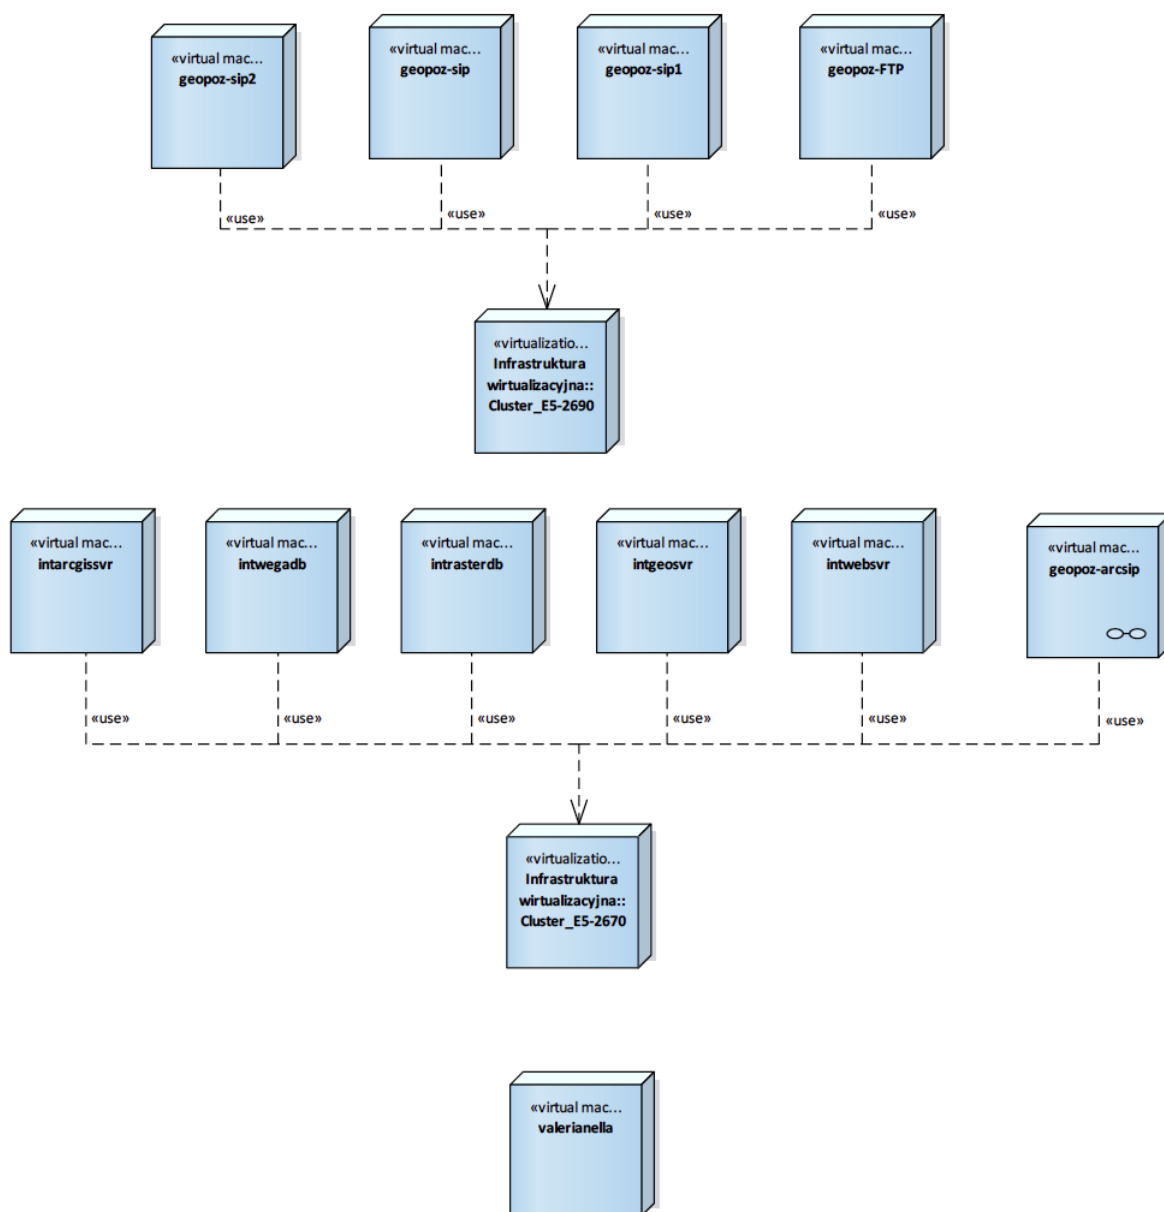 «virtual mac...
geopoz-sip2
«virtual mac...
geopoz-sip
«virtual mac...
geopoz-sip1
«virtual mac...
geopoz-FTP
«use»
«use»
«use»
«use»
«virtualizatio...
Infrastruktura
wirtualizacyjna::
Cluster_E5-2690
«virtual mac...
intarcgissvr
«virtual mac...
intwegadb
«virtual mac...
intrasterdb
«virtual mac...
intgeosvr
«virtual mac...
intwebsvr
«virtual mac...
geopoz-arcsip
«use»
«use»
«use»
«use»
«use»
«use»
«virtualizatio...
Infrastruktura
wirtualizacyjna::
Cluster_E5-2670
«virtual mac...
valerianella